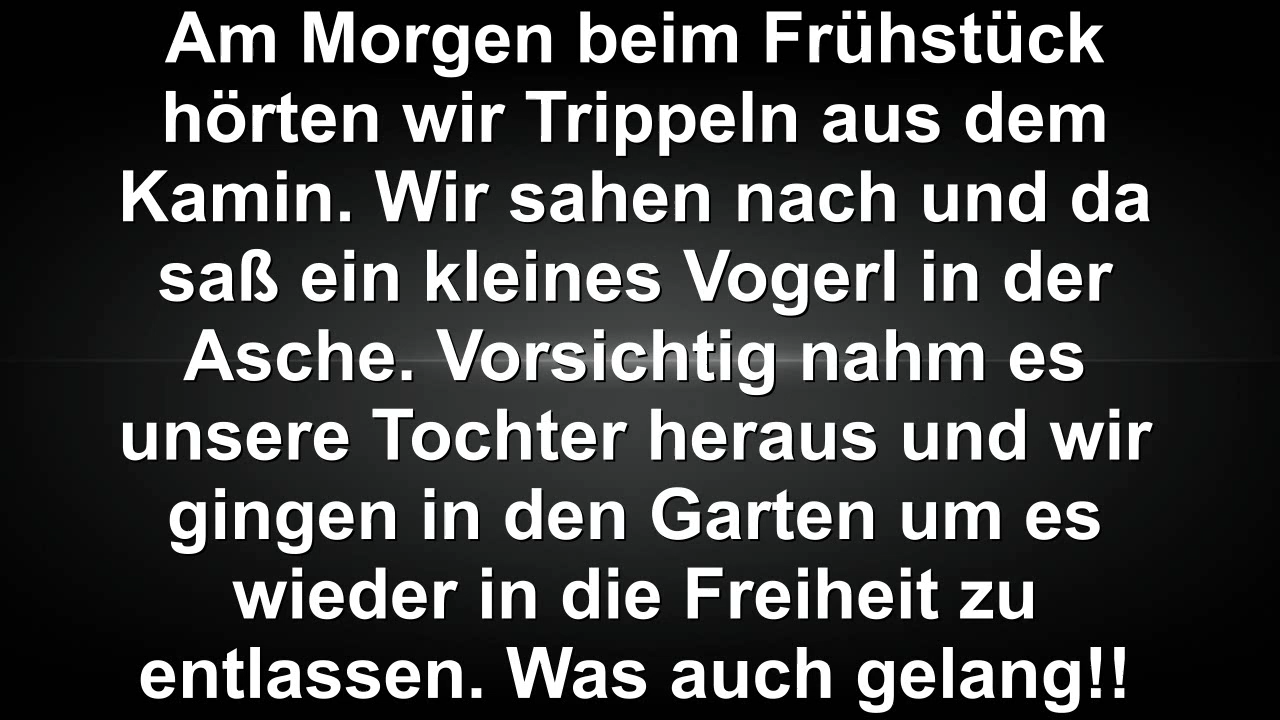 Am Morgen beim Frühstück
hörten wir Trippeln aus dem
Kamin. Wir sahen nach und da
saß ein kleines Vogerl in der
Asche. Vorsichtig nahm es
unsere Tochter heraus und wir
gingen in den Garten um es
wieder in die Freiheit zu
entlassen. Was auch gelang!!